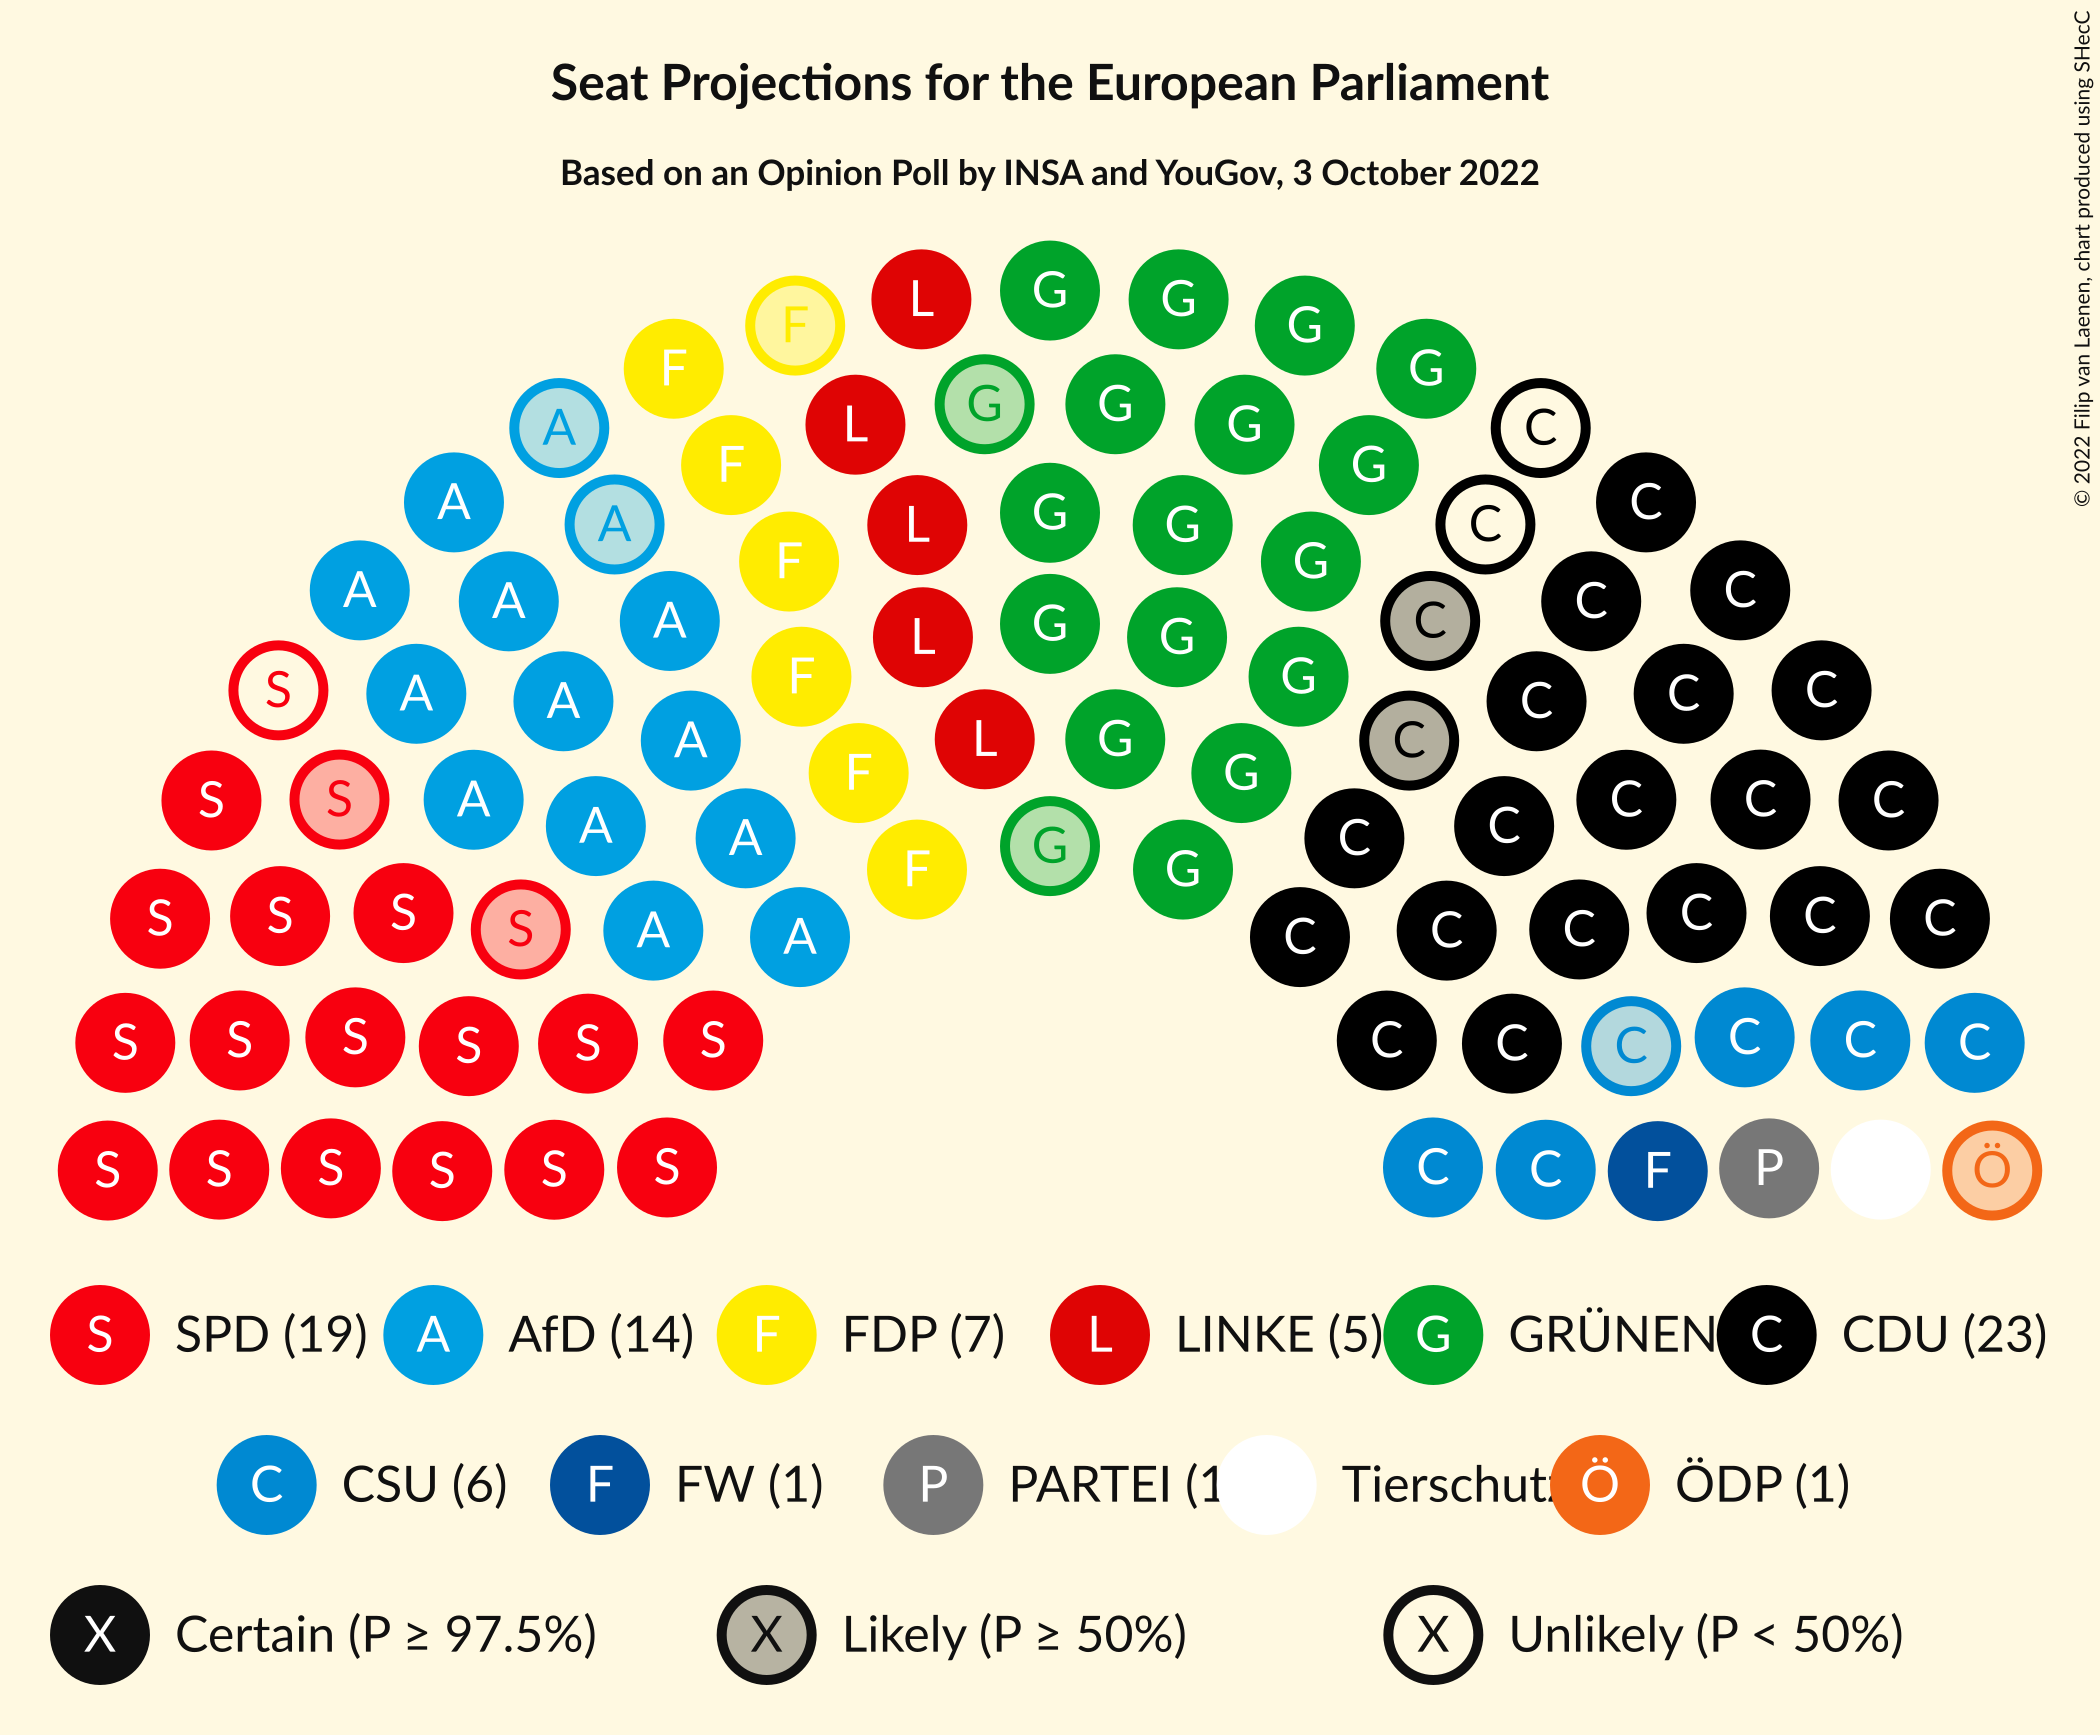 Seat Projections for the European Parliament
Based on an Opinion Poll by INSA and YouGov, 3 October 2022
© 2022 Filip van Laenen, chart produced using SHecC
L G G G G
F F
L G G G G
A F C
A A F L G G G C C
A A A F L G G G C C C
S A A A F L G G C C C C
S S A A A F G G C C C C C
S S S S A A C C C C C C
S S S S S S C C C C C C
S S S S S S C C F P Ö
S SPD (19) A AfD (14) F FDP (7) L LINKE (5) G GRÜNEN C CDU (23)
C CSU (6) F FW (1) P PARTEI (1 Tierschutz Ö ÖDP (1)
X Certain (P ≥ 97.5%) X Likely (P ≥ 50%) X Unlikely (P < 50%)